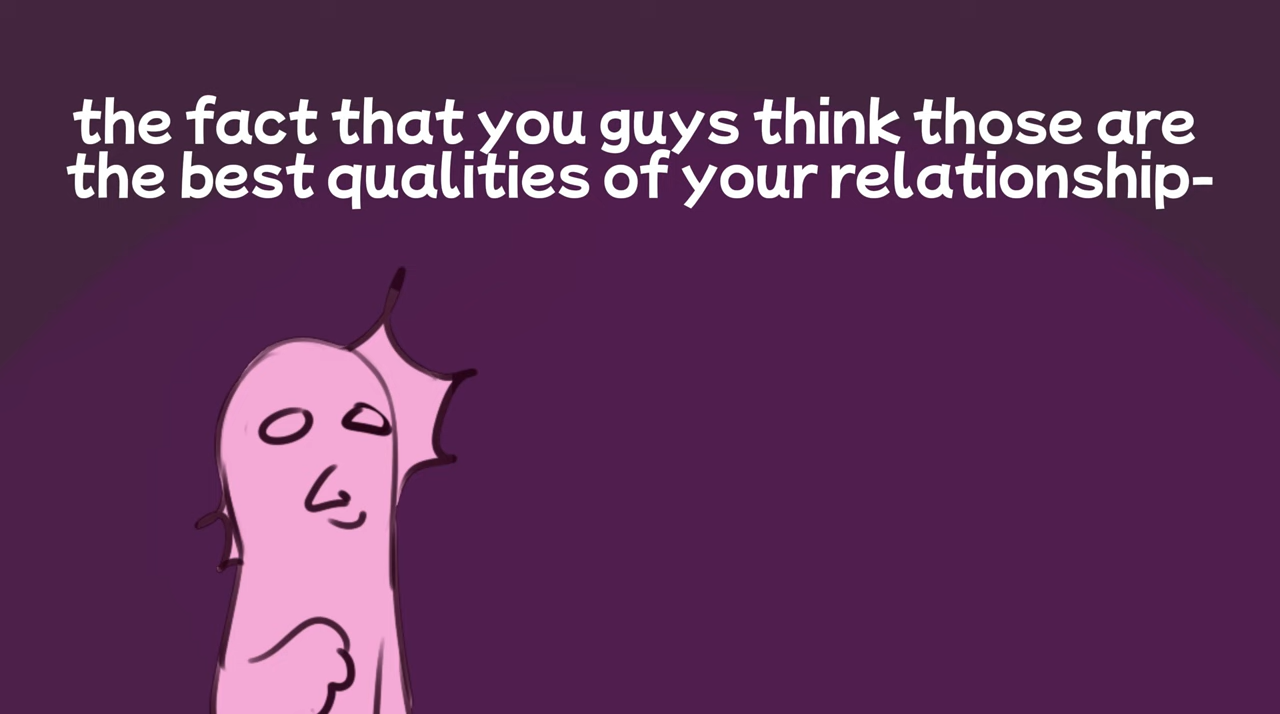 the fact that you guys think those are
the best qualities of your relationship-